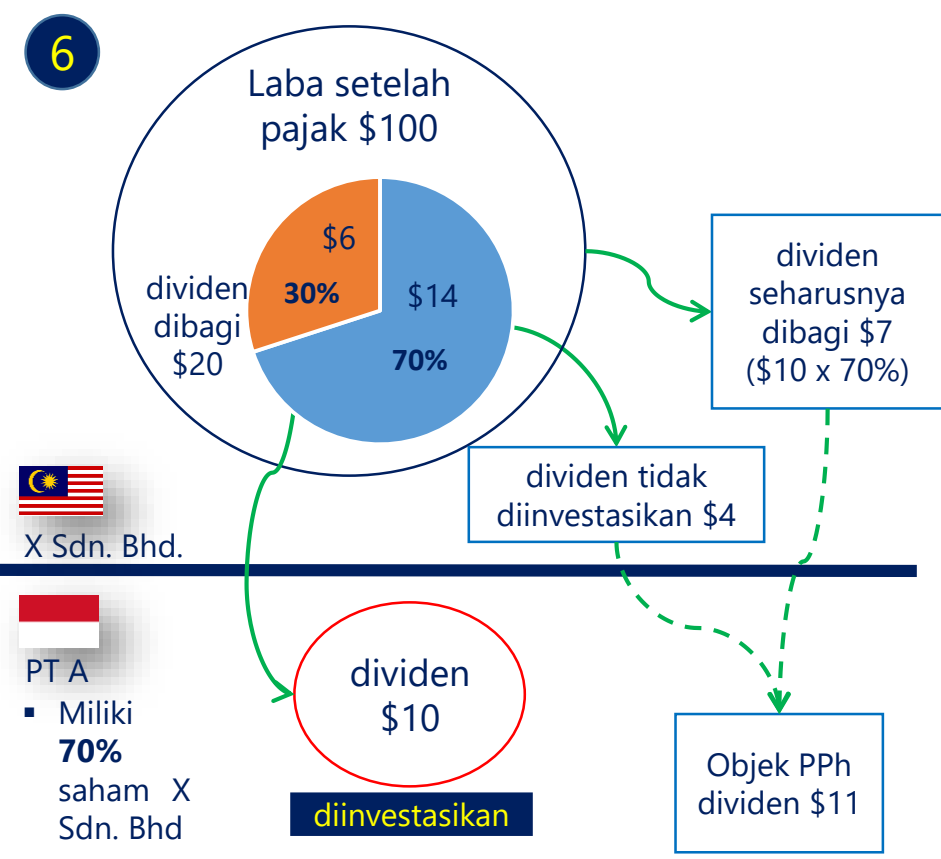 6
Laba setelah
pajak $100
$6
30%
$14
70%
dividen
dibagi
$20
dividen
seharusnya
dibagi $7
($10 x 70%)
dividen tidak
diinvestasikan $4
X Sdn. Bhd.
PT A
▪ Miliki
70%
saham X
Sdn. Bhd
dividen
$10
diinvestasikan
Objek PPh
dividen $11